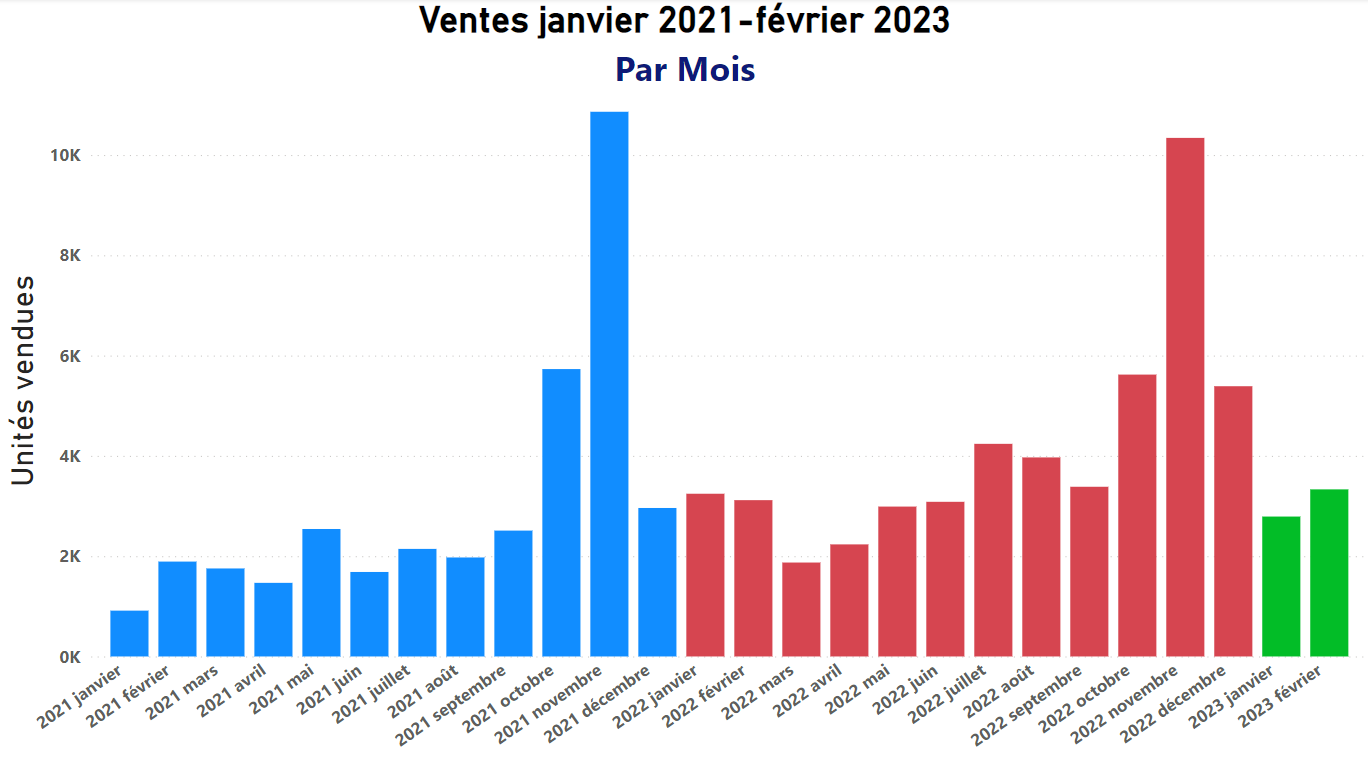 Ventes janvier 2021-février 2023
Par Mois
Unités vendues
10K
8K
6K
4K
2K
0K
2021 janvier
2021 février
2021 mars
2021 avril
2021 mai
2021 juin
2021 juillet
2021 août
2021 septembre
2021 octobre
2021 novembre
2021 décembre
2022 janvier
2022 février
2022 mars
2022 avril
2022 mai
2022 juin
2022 juillet
2022 août
2022 septembre
2022 octobre
2022 novembre
2022 décembre
2023 janvier
2023 février